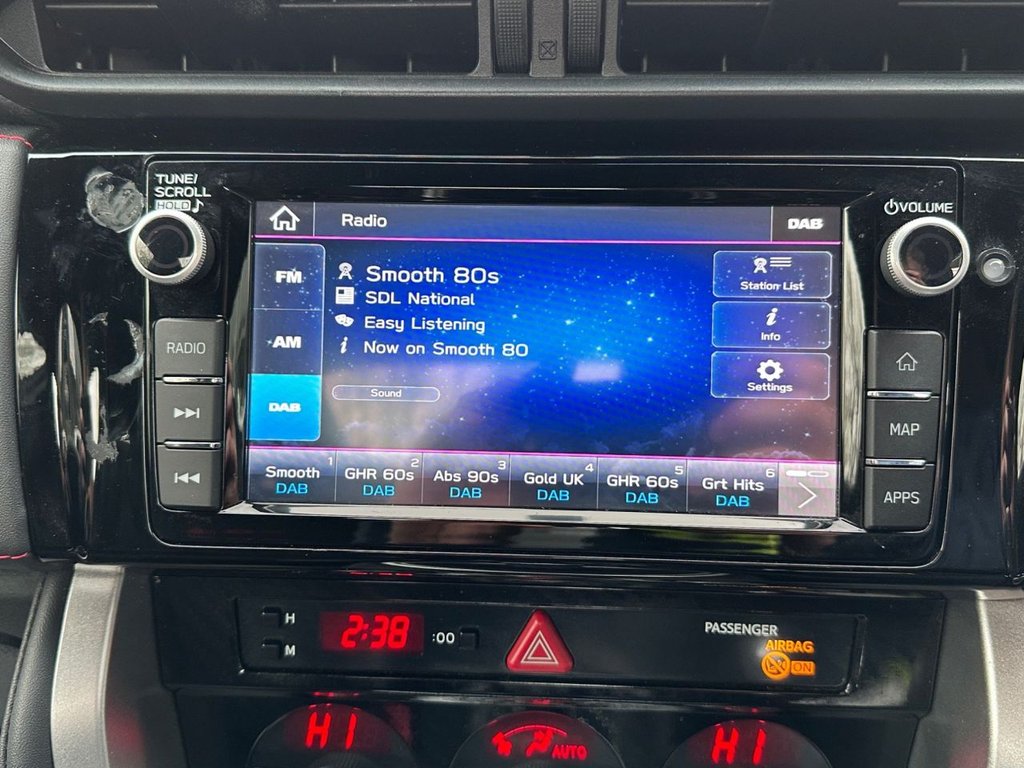 TUNE/
SCROLL
HOLD
VOLUME
Radio
DAB
FM
AM
DAB
Smooth 80s
SDL National
Easy Listening
Now on Smooth 80
Sound
Station List
Info
Settings
RADIO
MAP
APPS
1 2 3 4 5 6
Smooth GHR 60s Abs 90s Gold UK GHR 60s Grt Hits
DAB DAB DAB DAB DAB DAB
H
M
2:38
:00
PASSENGER
AIRBAG
ON
HI
AUTO
HI